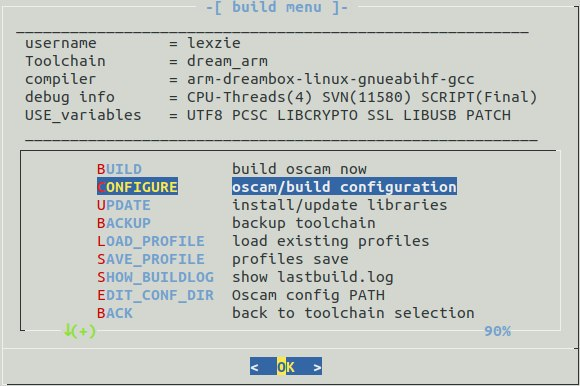 -[ build menu ]-
username = lexzie
Toolchain = dream_arm
compiler = arm-dreambox-linux-gnueabihf-gcc
debug info = CPU-Threads(4) SVN(11580) SCRIPT(Final)
USE_variables = UTF8 PCSC LIBCRYPTO SSL LIBUSB PATCH
BUILD build oscam now
CONFIGURE oscam/build configuration
UPDATE install/update libraries
BACKUP backup toolchain
LOAD_PROFILE load existing profiles
SAVE_PROFILE profiles save
SHOW_BUILDLOG show lastbuild.log
EDIT_CONF_DIR Oscam config PATH
BACK back to toolchain selection
↓(+) 90%
< OK >